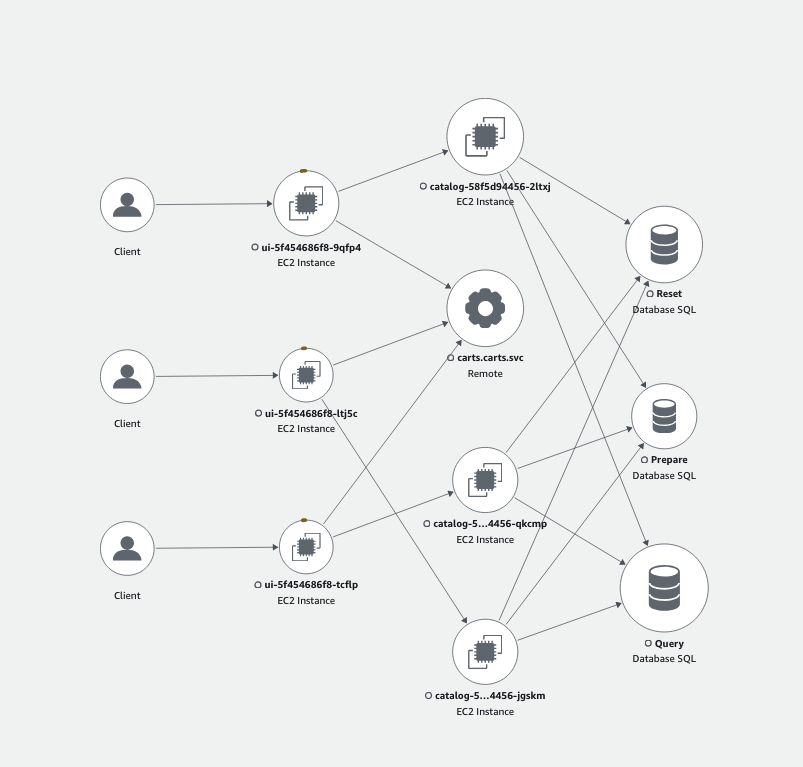 catalog-58f5d94456-2ltxj
EC2 Instance
Client
ui-5f454686f8-9qfp4
EC2 Instance
Reset
Database SQL
carts.carts.svc
Remote
Client
ui-5f454686f8-ltj5c
EC2 Instance
Prepare
Database SQL
catalog-5...4456-qkcmp
EC2 Instance
Client
ui-5f454686f8-tcflp
EC2 Instance
Query
Database SQL
catalog-5...4456-jgskm
EC2 Instance